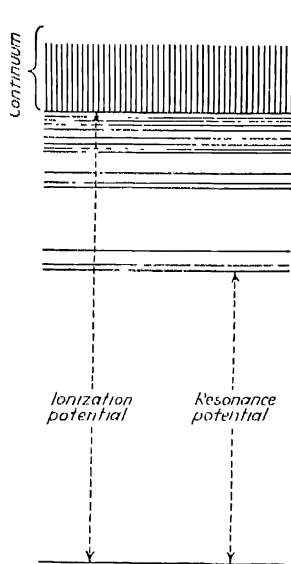 Continuum
Ionization
potential
Resonance
potential